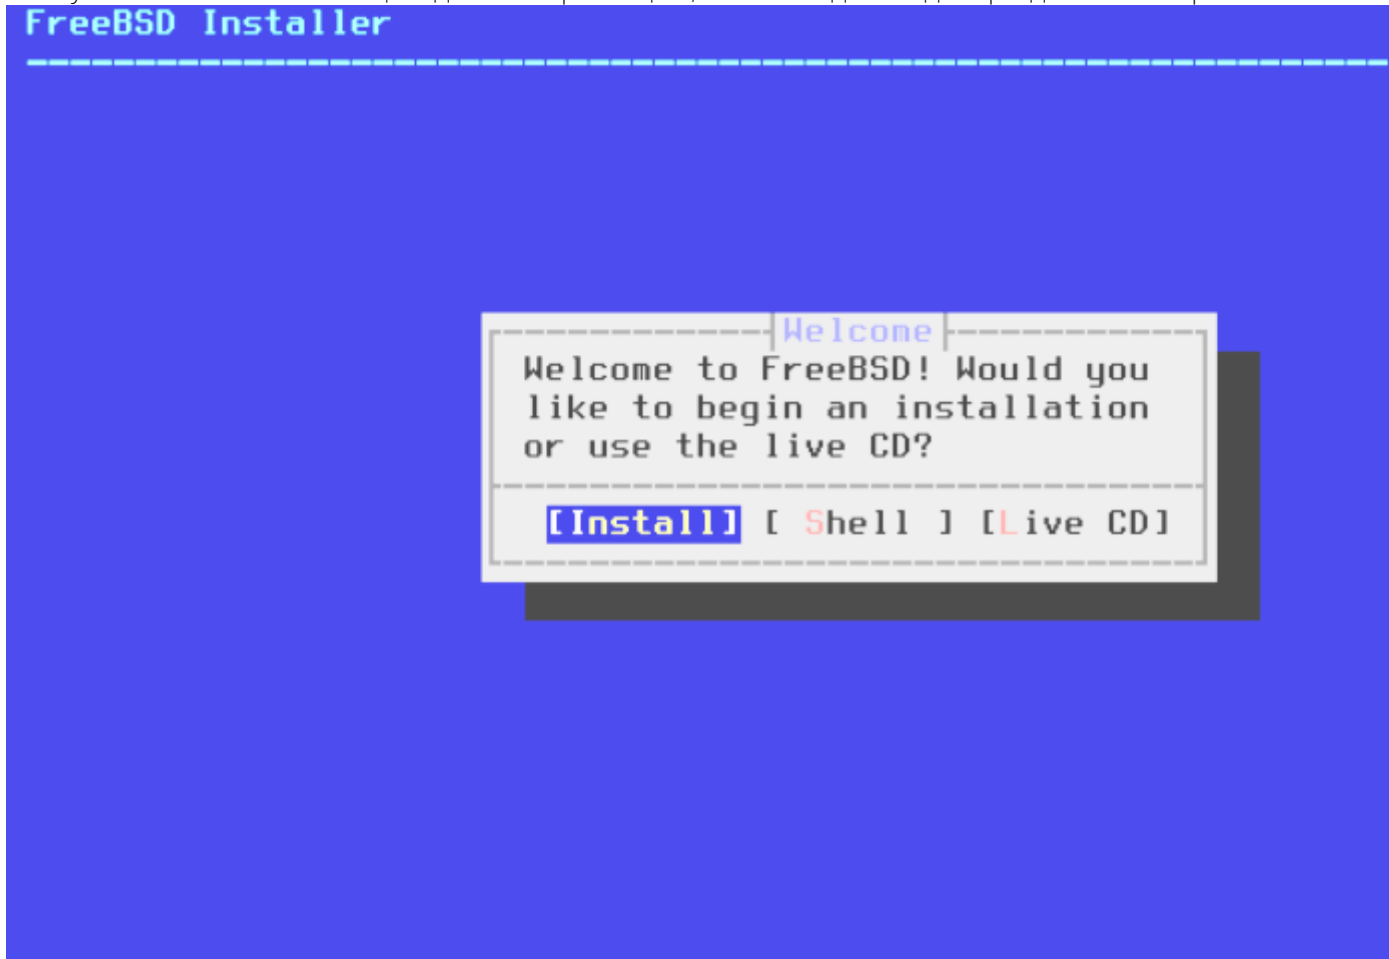 FreeBSD Installer
Welcome
Welcome to FreeBSD! Would you
like to begin an installation
or use the live CD?
[Install] [ Shell ] [Live CD]